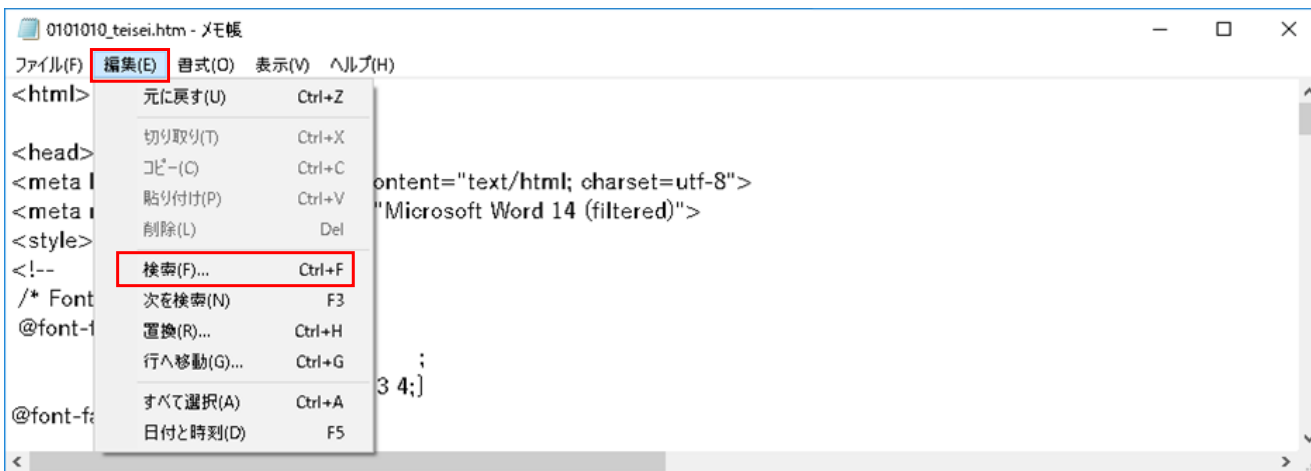 0101010_teisei.htm - メモ帳
ファイル(F) 編集(E) 書式(O) 表示(V) ヘルプ(H)
<html>
元に戻す(U) Ctrl+Z
切り取り(T) Ctrl+X
<head>
コピー(C) Ctrl+C
<meta ontent="text/html; charset=utf-8">
貼り付け(P) Ctrl+V
<meta "Microsoft Word 14 (filtered)">
削除(L) Del
<style>
<!--
検索(F)... Ctrl+F
/* Font
次を検索(N) F3
@font-f
置換(R)... Ctrl+H
行へ移動(G)... Ctrl+G
;
3 4;}
すべて選択(A) Ctrl+A
@font-fa
日付と時刻(D) F5